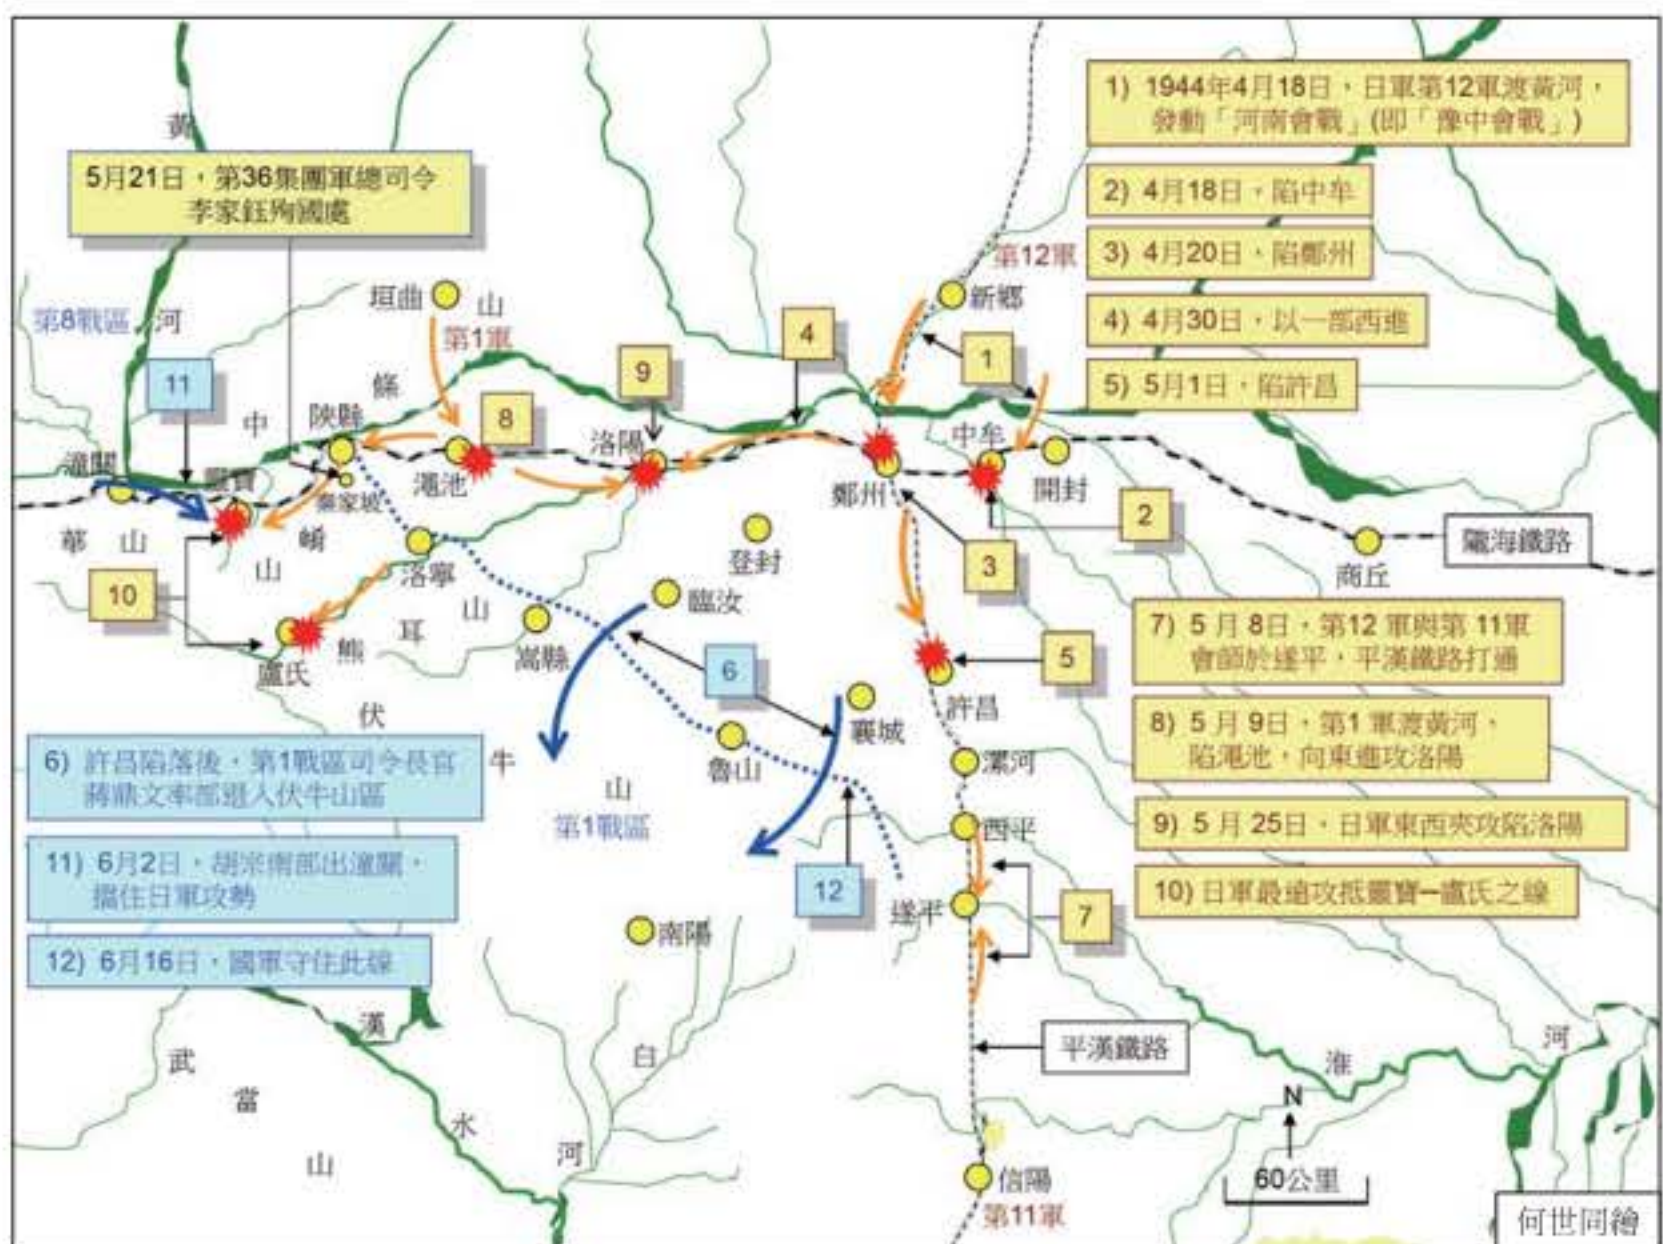 1) 1944年4月18日，日軍第12軍渡黃河，
發動「河南會戰」(即「豫中會戰」)
2) 4月18日，陷中牟
3) 4月20日，陷鄭州
4) 4月30日，以一部西進
5) 5月1日，陷許昌
5月21日，第36集團軍總司令
李家鈺殉國處
黃
河
第8戰區
垣曲
山
第1軍
第12軍
新鄉
4
1
9
11
8
條
中
陝縣
潼關
靈寶
秦家坡
澠池
洛陽
鄭州
中牟
開封
2
隴海鐵路
商丘
3
華
山
崤
山
洛寧
登封
10
臨汝
山
耳
熊
嵩縣
盧氏
6
5
許昌
襄城
伏
牛
山
魯山
漯河
第1戰區
西平
遂平
12
7
南陽
7) 5 月 8日，第12 軍與第 11軍
會師於遂平，平漢鐵路打通
8) 5 月 9日，第1 軍渡黃河，
陷澠池，向東進攻洛陽
9) 5 月 25日，日軍東西夾攻陷洛陽
10) 日軍最遠攻抵靈寶─盧氏之線
6) 許昌陷落後，第1戰區司令長官
蔣鼎文率部退入伏牛山區
11) 6月2日，胡宗南部出潼關，
擋住日軍攻勢
12) 6月16日，國軍守住此線
平漢鐵路
漢
水
武
當
山
白
河
淮
河
N
60公里
信陽
第11軍
何世同繪